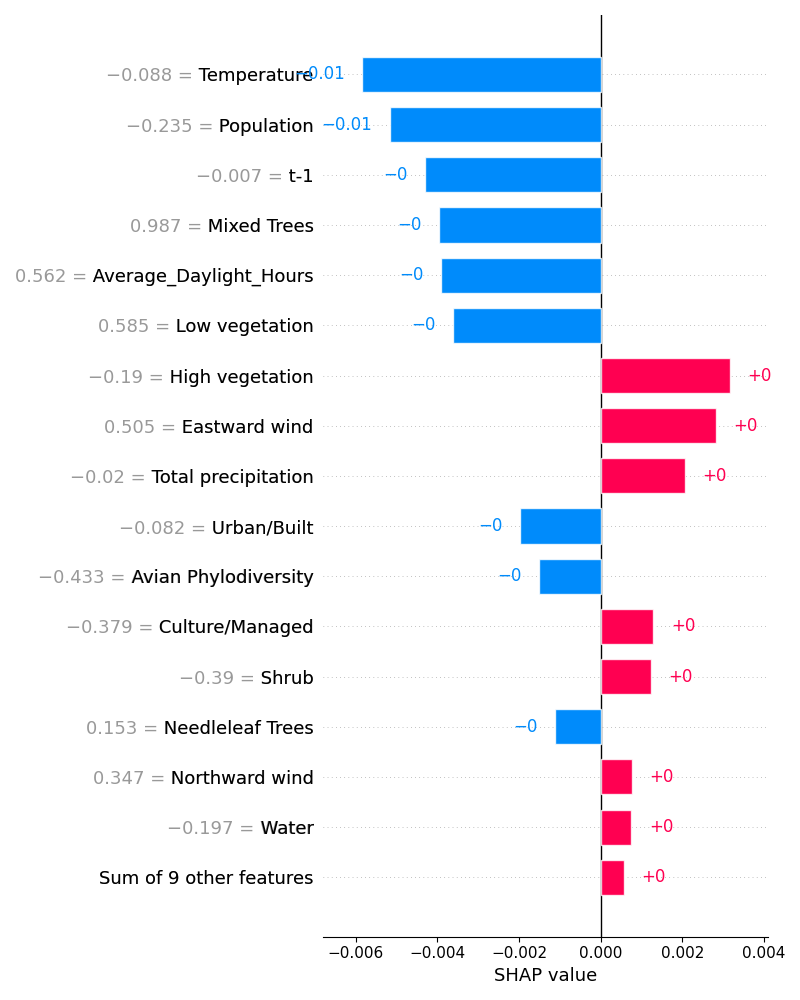 −0.088 = Temperature −0.01
−0.235 = Population −0.01
−0.007 = t-1 −0
0.987 = Mixed Trees −0
0.562 = Average_Daylight_Hours −0
0.585 = Low vegetation −0
−0.19 = High vegetation +0
0.505 = Eastward wind +0
−0.02 = Total precipitation +0
−0.082 = Urban/Built −0
−0.433 = Avian Phylodiversity −0
−0.379 = Culture/Managed +0
−0.39 = Shrub +0
0.153 = Needleleaf Trees −0
0.347 = Northward wind +0
−0.197 = Water +0
Sum of 9 other features +0
−0.006 −0.004 −0.002 0.000 0.002 0.004
SHAP value